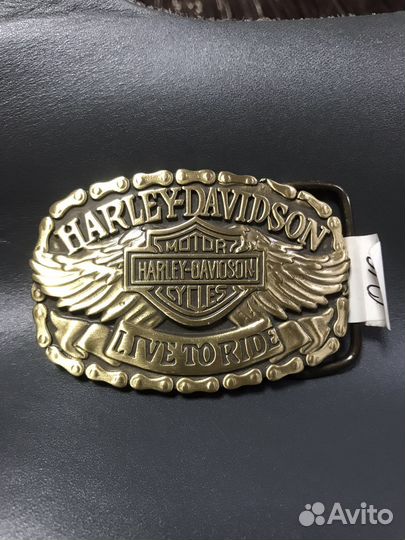 HARLEY-DAVIDSON
MOTOR
HARLEY-DAVIDSON
CYCLES
LIVE TO RIDE
Avito